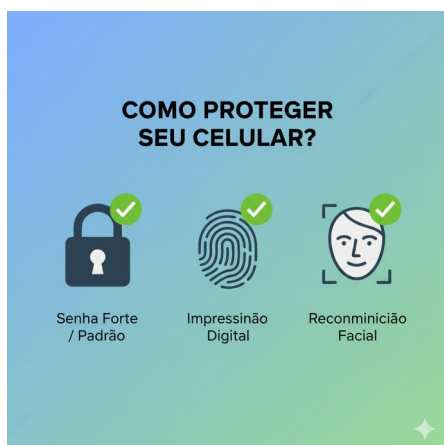 COMO PROTEGER
SEU CELULAR?
Senha Forte
/ Padrão
Impressinão
Digital
Reconminicião
Facial